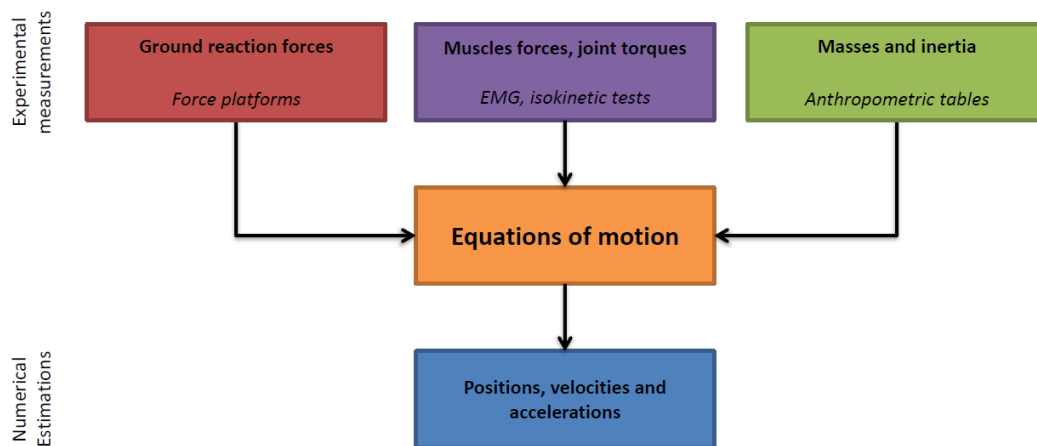 Experimental
measurements
Ground reaction forces
Force platforms
Muscles forces, joint torques
EMG, isokinetic tests
Masses and inertia
Anthropometric tables
Equations of motion
Numerical
Estimations
Positions, velocities and
accelerations